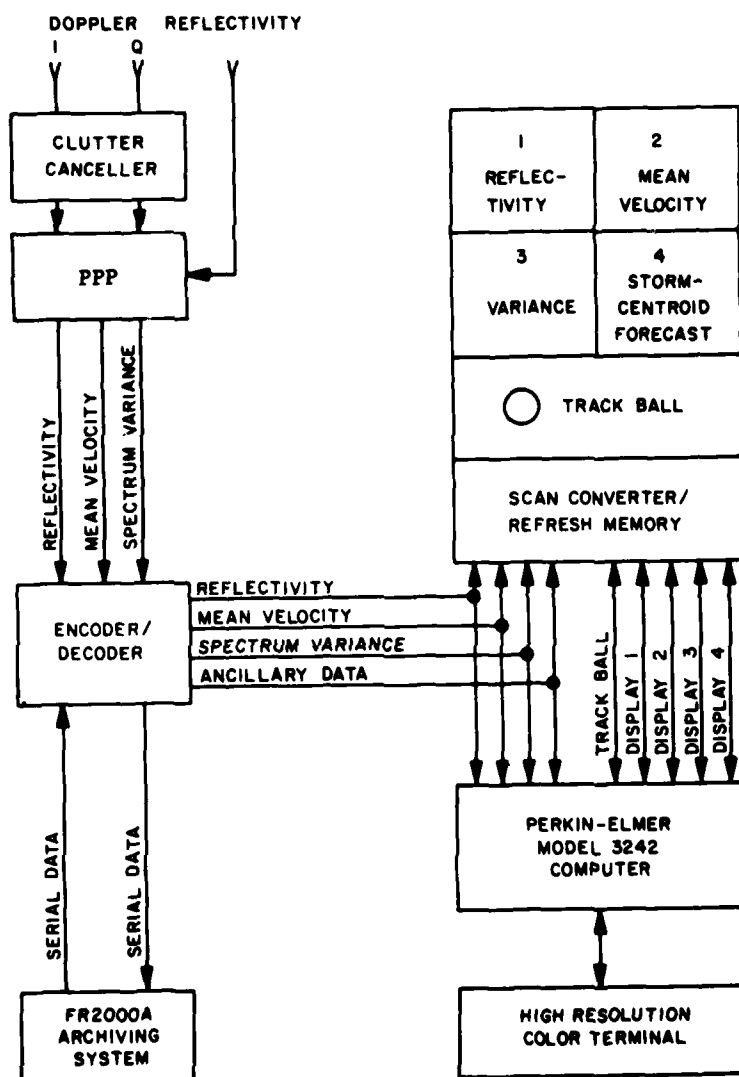 DOPPLER REFLECTIVITY
I Q
CLUTTER
CANCELLER
PPP
REFLECTIVITY
MEAN VELOCITY
SPECTRUM VARIANCE
ENCODER/
DECODER
REFLECTIVITY
MEAN VELOCITY
SPECTRUM VARIANCE
ANCILLARY DATA
SERIAL DATA
SERIAL DATA
FR2000A
ARCHIVING
SYSTEM
1
REFLEC-
TIVITY
2
MEAN
VELOCITY
3
VARIANCE
4
STORM-
CENTROID
FORECAST
TRACK BALL
SCAN CONVERTER/
REFRESH MEMORY
TRACK BALL
DISPLAY 1
DISPLAY 2
DISPLAY 3
DISPLAY 4
PERKIN-ELMER
MODEL 3242
COMPUTER
HIGH RESOLUTION
COLOR TERMINAL